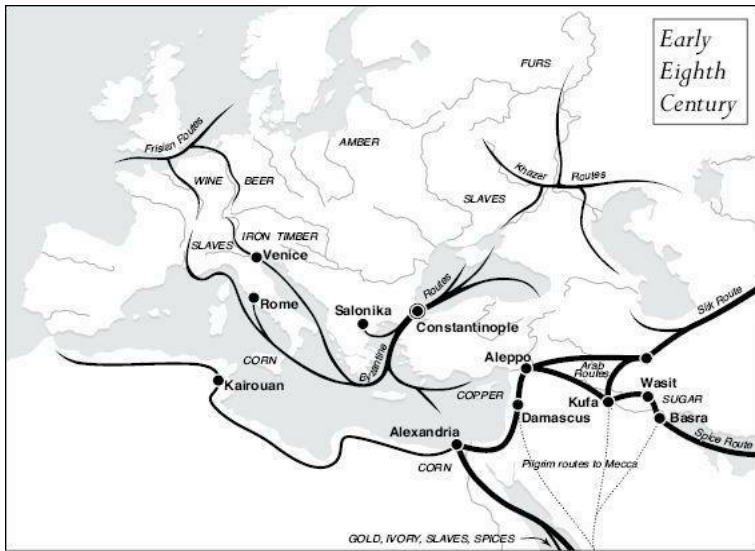 Early
Eighth
Century
FURS
Frisian Routes
AMBER
Khazar Routes
WINE
BEER
SLAVES
SLAVES
IRON TIMBER
Venice
Rome
Salonika
Routes
Constantinople
Byzantine
Silk Route
CORN
Kairouan
Aleppo
Arab
Routes
Wasit
COPPER
Kufa
SUGAR
Damascus
Basra
Alexandria
Spice Route
CORN
Pilgrim routes to Mecca
GOLD, IVORY, SLAVES, SPICES